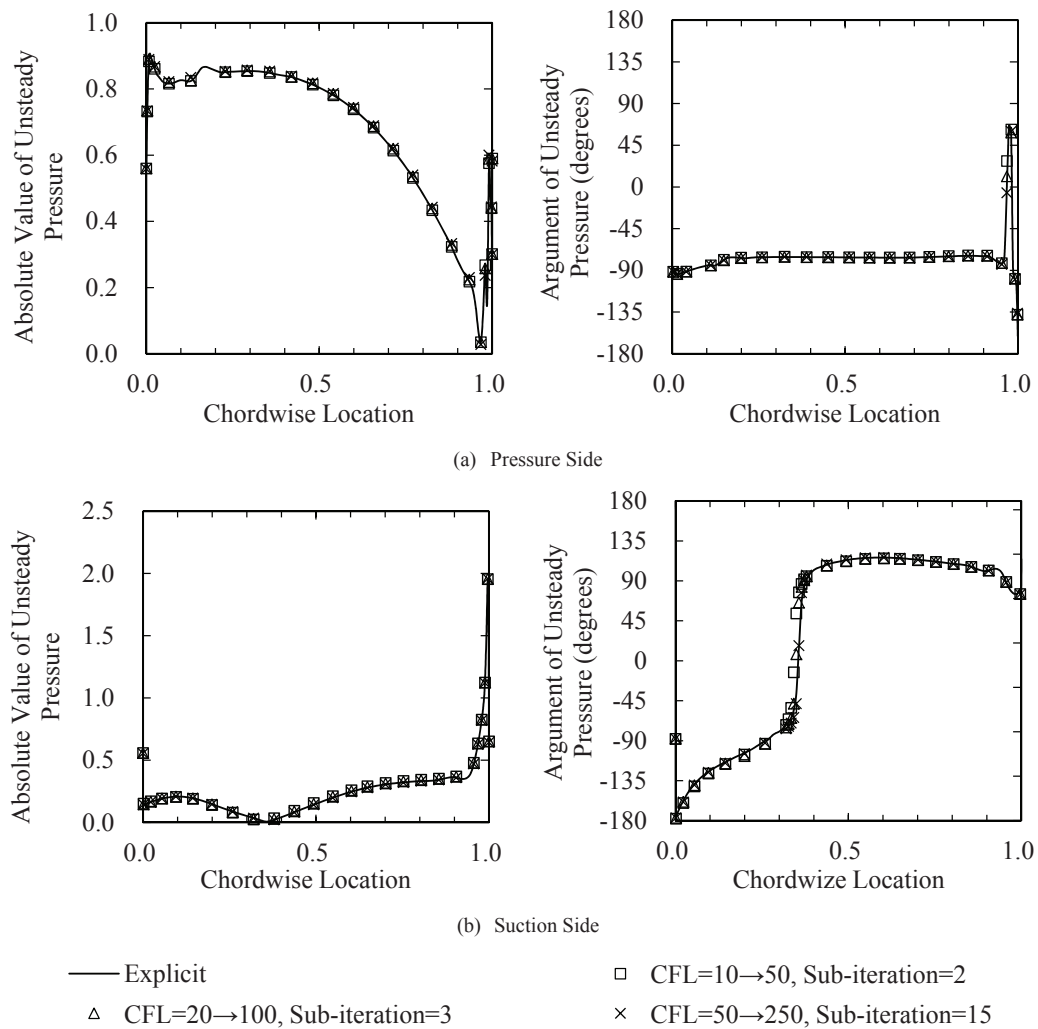 1.0
0.8
0.6
0.4
0.2
0.0
Absolute Value of Unsteady
Pressure
0.0 0.5 1.0
Chordwise Location
180
135
90
45
0
-45
-90
-135
-180
Argument of Unsteady
Pressure (degrees)
0.0 0.5 1.0
Chordwise Location
(a) Pressure Side
2.5
2.0
1.5
1.0
0.5
0.0
Absolute Value of Unsteady
Pressure
0.0 0.5 1.0
Chordwise Location
180
135
90
45
0
-45
-90
-135
-180
Argument of Unsteady
Pressure (degrees)
0.0 0.5 1.0
Chordwize Location
(b) Suction Side
Explicit
CFL=10→50, Sub-iteration=2
CFL=20→100, Sub-iteration=3
CFL=50→250, Sub-iteration=15